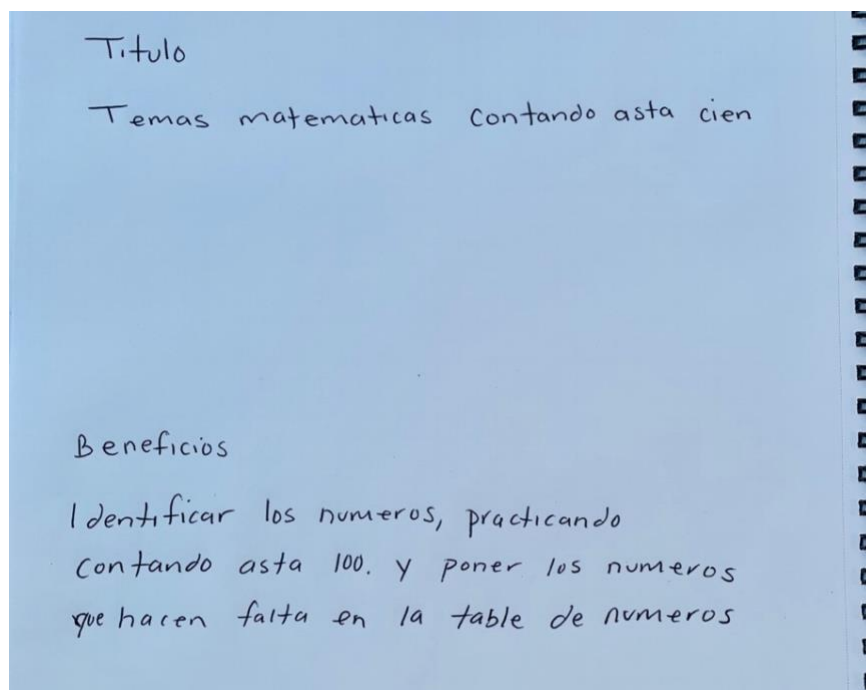 Titulo
Temas matematicas contando asta cien
Beneficios
Identificar los numeros, practicando
contando asta 100. y poner los numeros
que hacen falta en la table de numeros